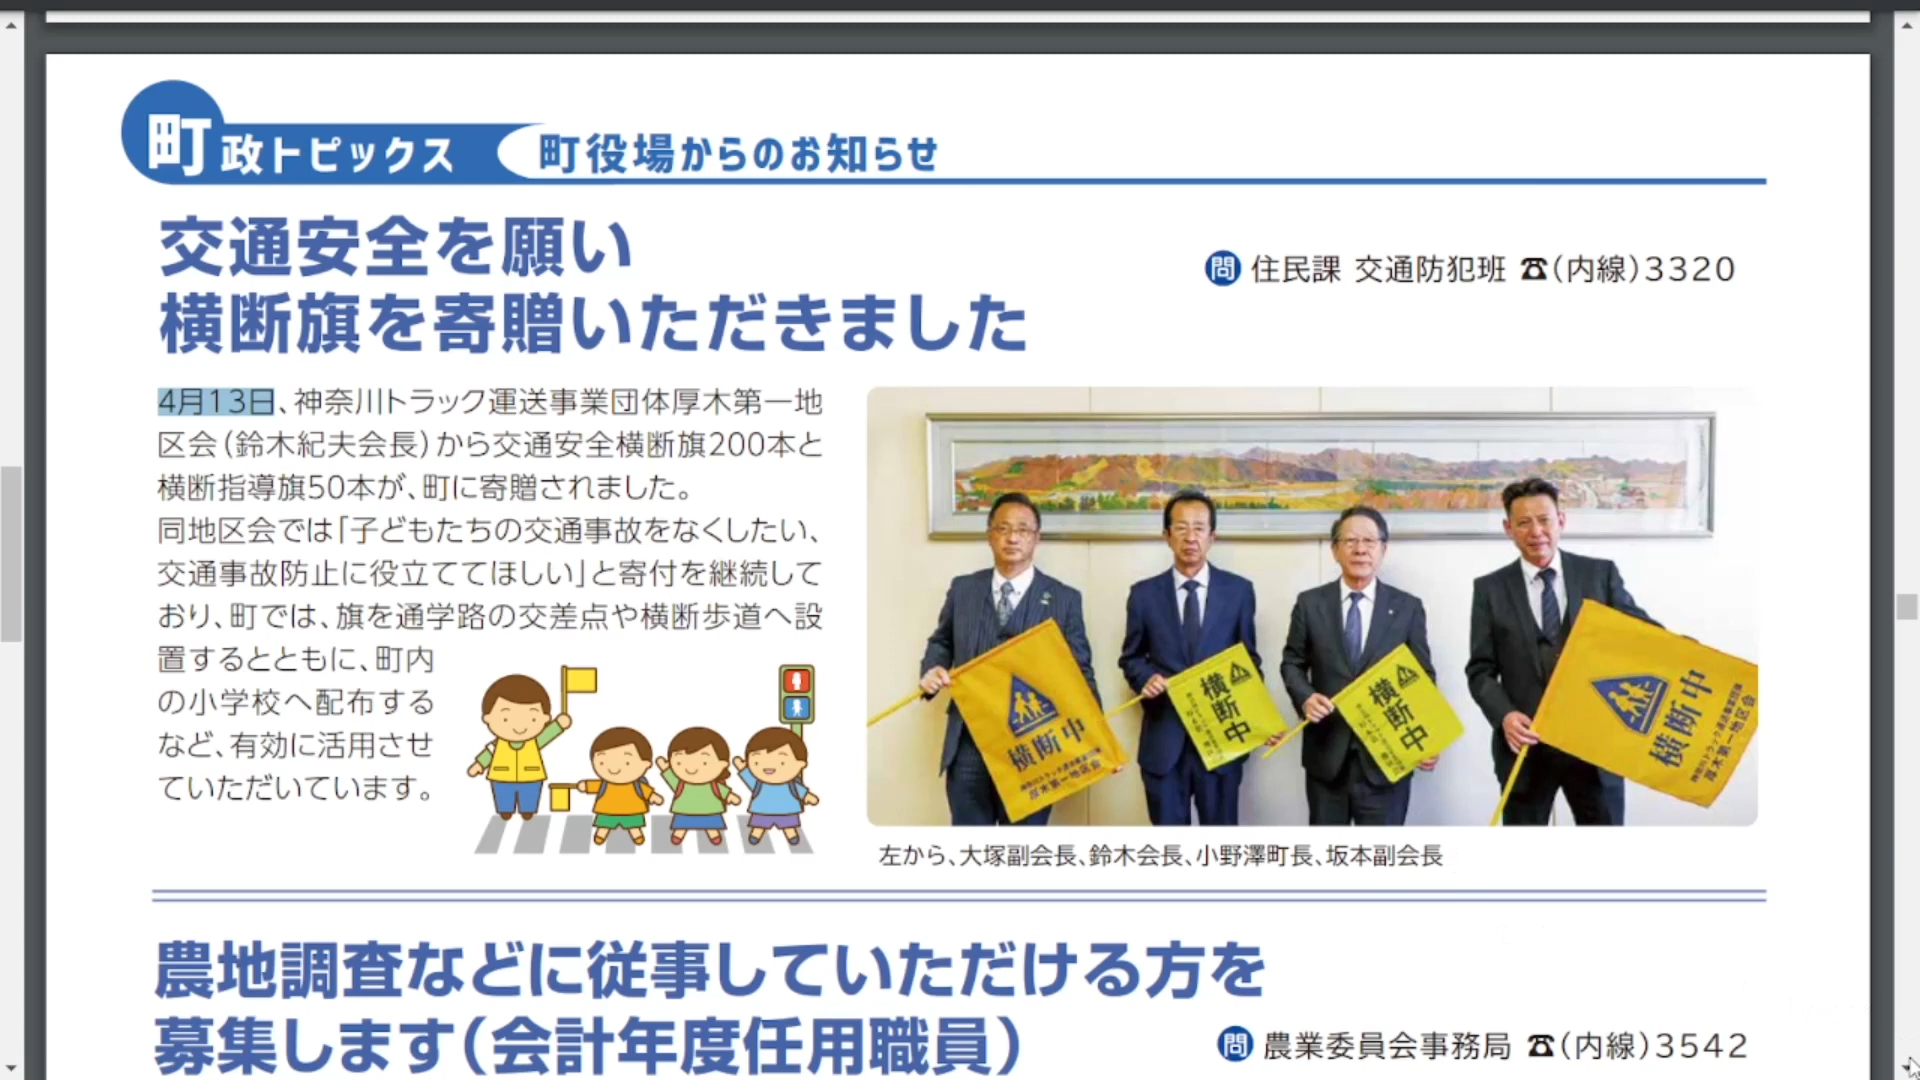 町政トピックス 町役場からのお知らせ
交通安全を願い
横断旗を寄贈いただきました
問 住民課 交通防犯班 ☎(内線)3320
4月13日、神奈川トラック運送事業団体厚木第一地
区会(鈴木紀夫会長)から交通安全横断旗200本と
横断指導旗50本が、町に寄贈されました。
同地区会では「子どもたちの交通事故をなくしたい、
交通事故防止に役立ててほしい」と寄付を継続して
おり、町では、旗を通学路の交差点や横断歩道へ設
置するとともに、町内
の小学校へ配布する
など、有効に活用させ
ていただいています。
横断中
厚木第一地区会
横断中
横断中
横断中
厚木第一地区会
左から、大塚副会長、鈴木会長、小野澤町長、坂本副会長
農地調査などに従事していただける方を
募集します(会計年度任用職員)
問 農業委員会事務局 ☎(内線)3542